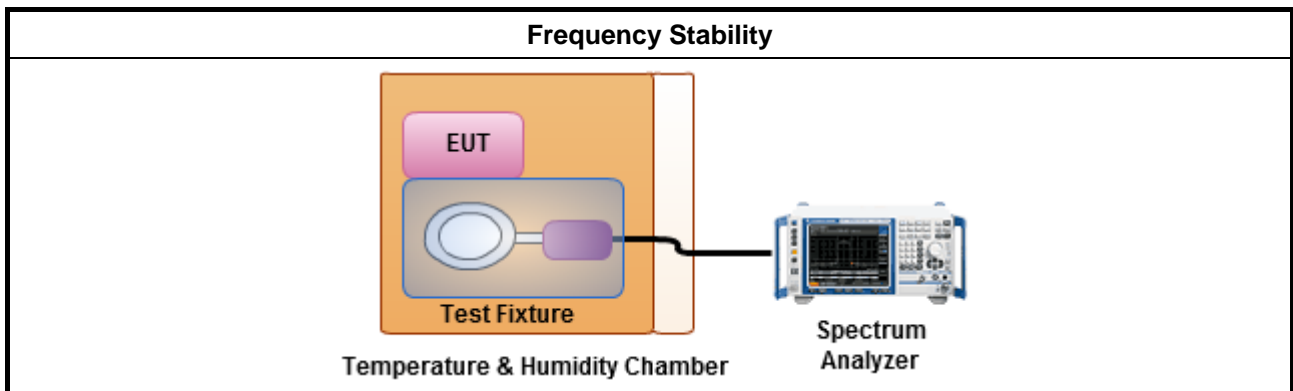 Frequency Stability
EUT
Test Fixture
Temperature & Humidity Chamber
Spectrum
Analyzer